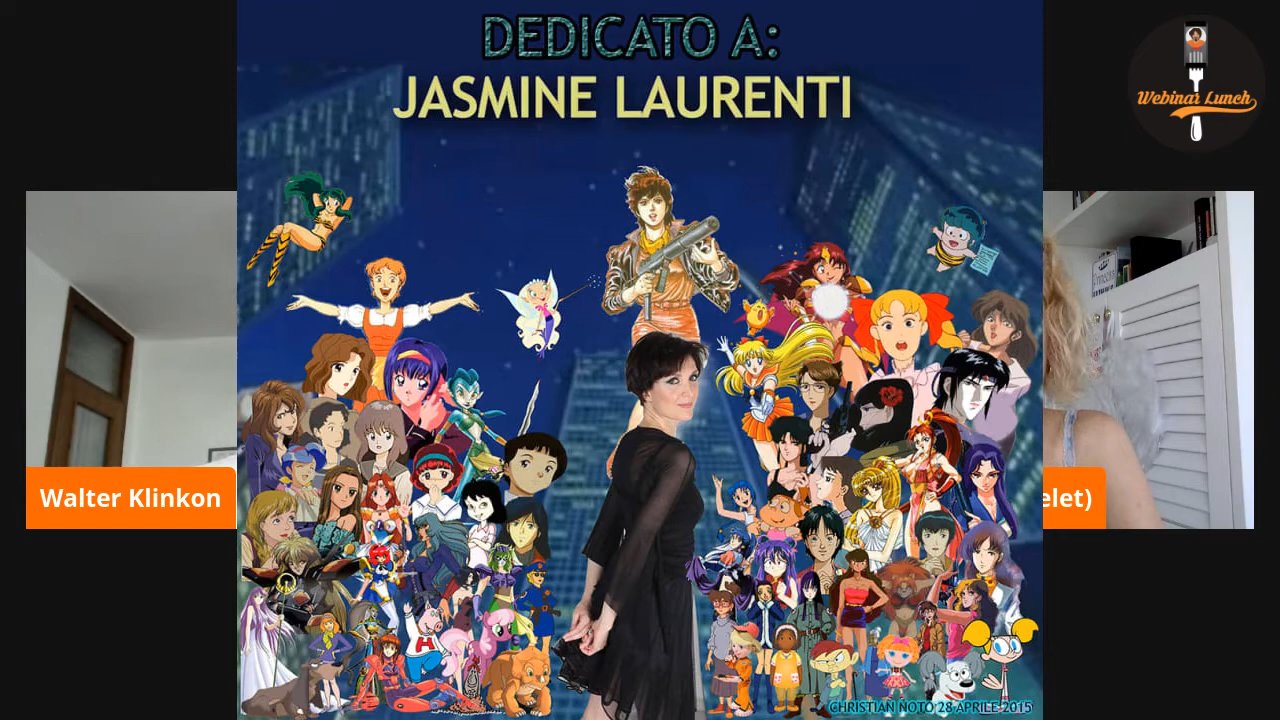 DEDICATO A:
JASMINE LAURENTI
Webinar Lunch
Walter Klinkon
elet)
H
CHRISTIAN NOTO 28 APRILE 2015